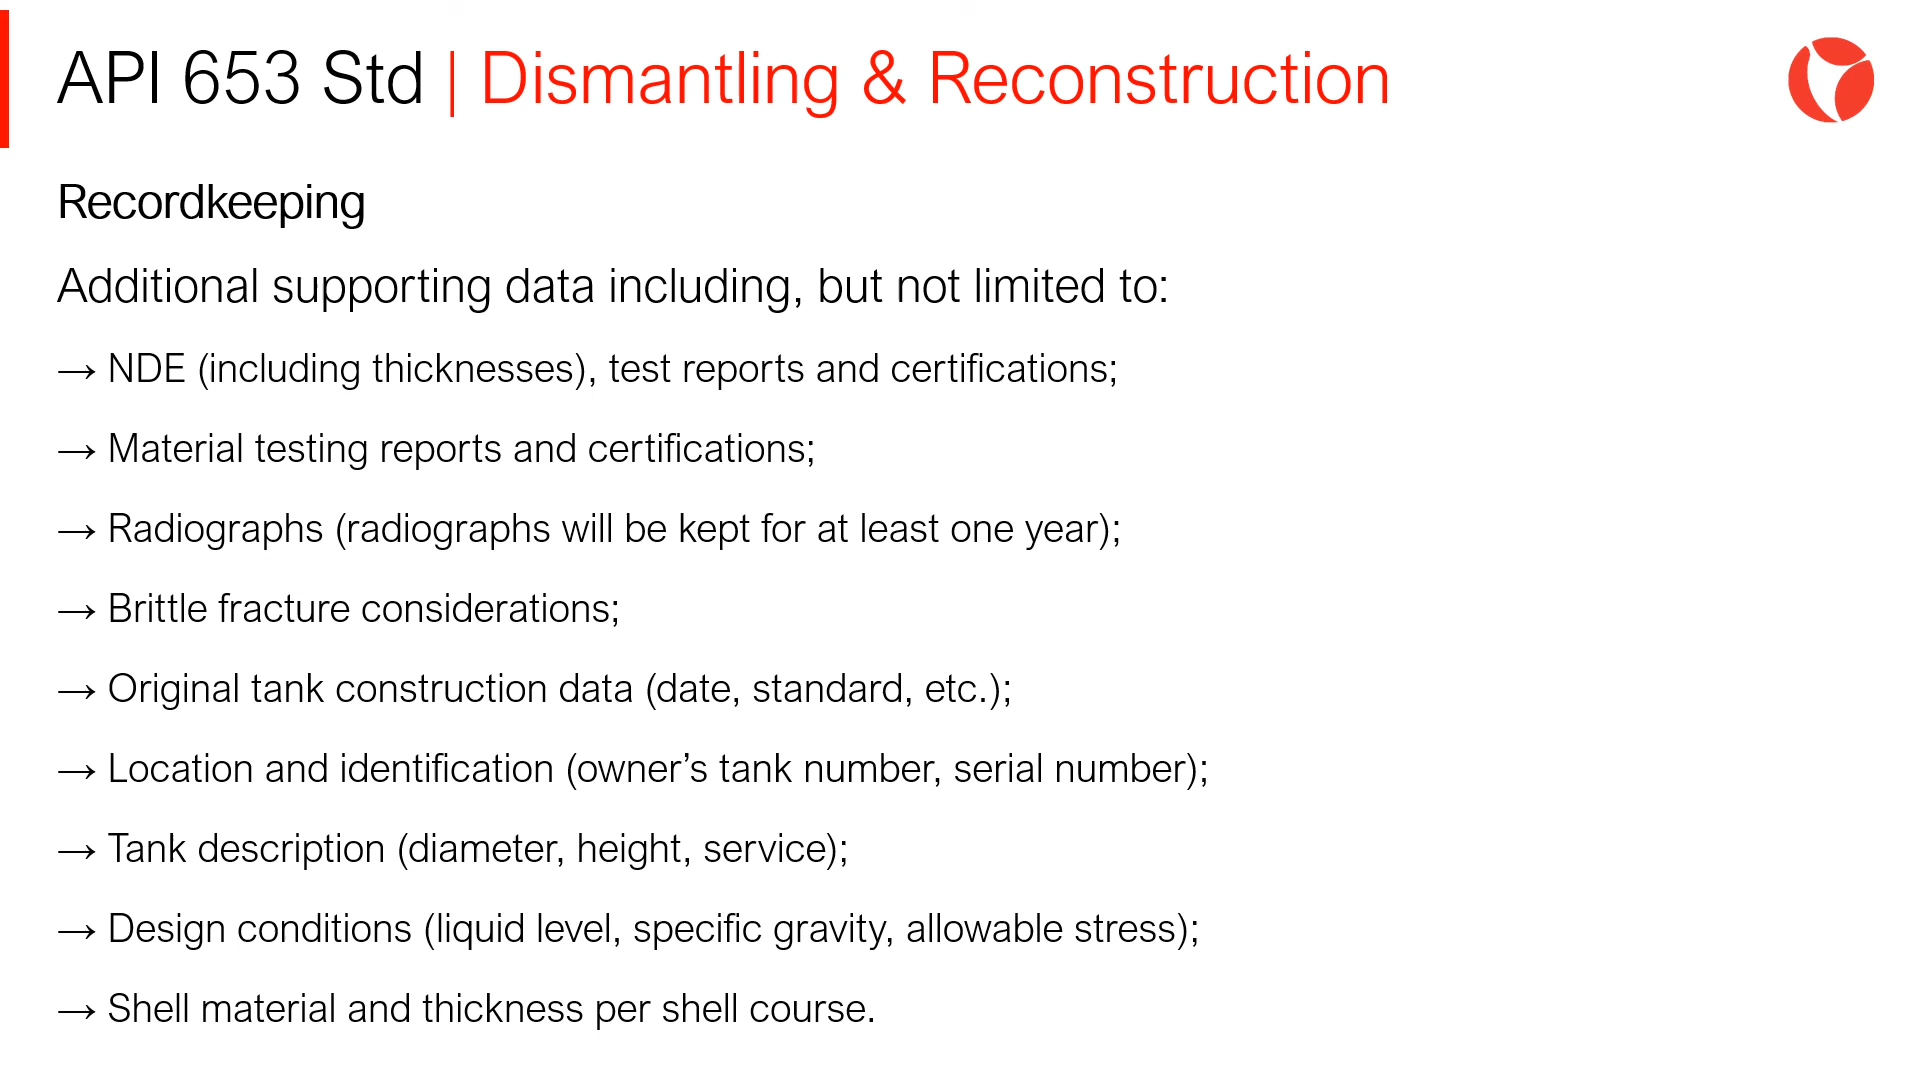 API 653 Std | Dismantling & Reconstruction
Recordkeeping
Additional supporting data including, but not limited to:
→ NDE (including thicknesses), test reports and certifications;
→ Material testing reports and certifications;
→ Radiographs (radiographs will be kept for at least one year);
→ Brittle fracture considerations;
→ Original tank construction data (date, standard, etc.);
→ Location and identification (owner’s tank number, serial number);
→ Tank description (diameter, height, service);
→ Design conditions (liquid level, specific gravity, allowable stress);
→ Shell material and thickness per shell course.